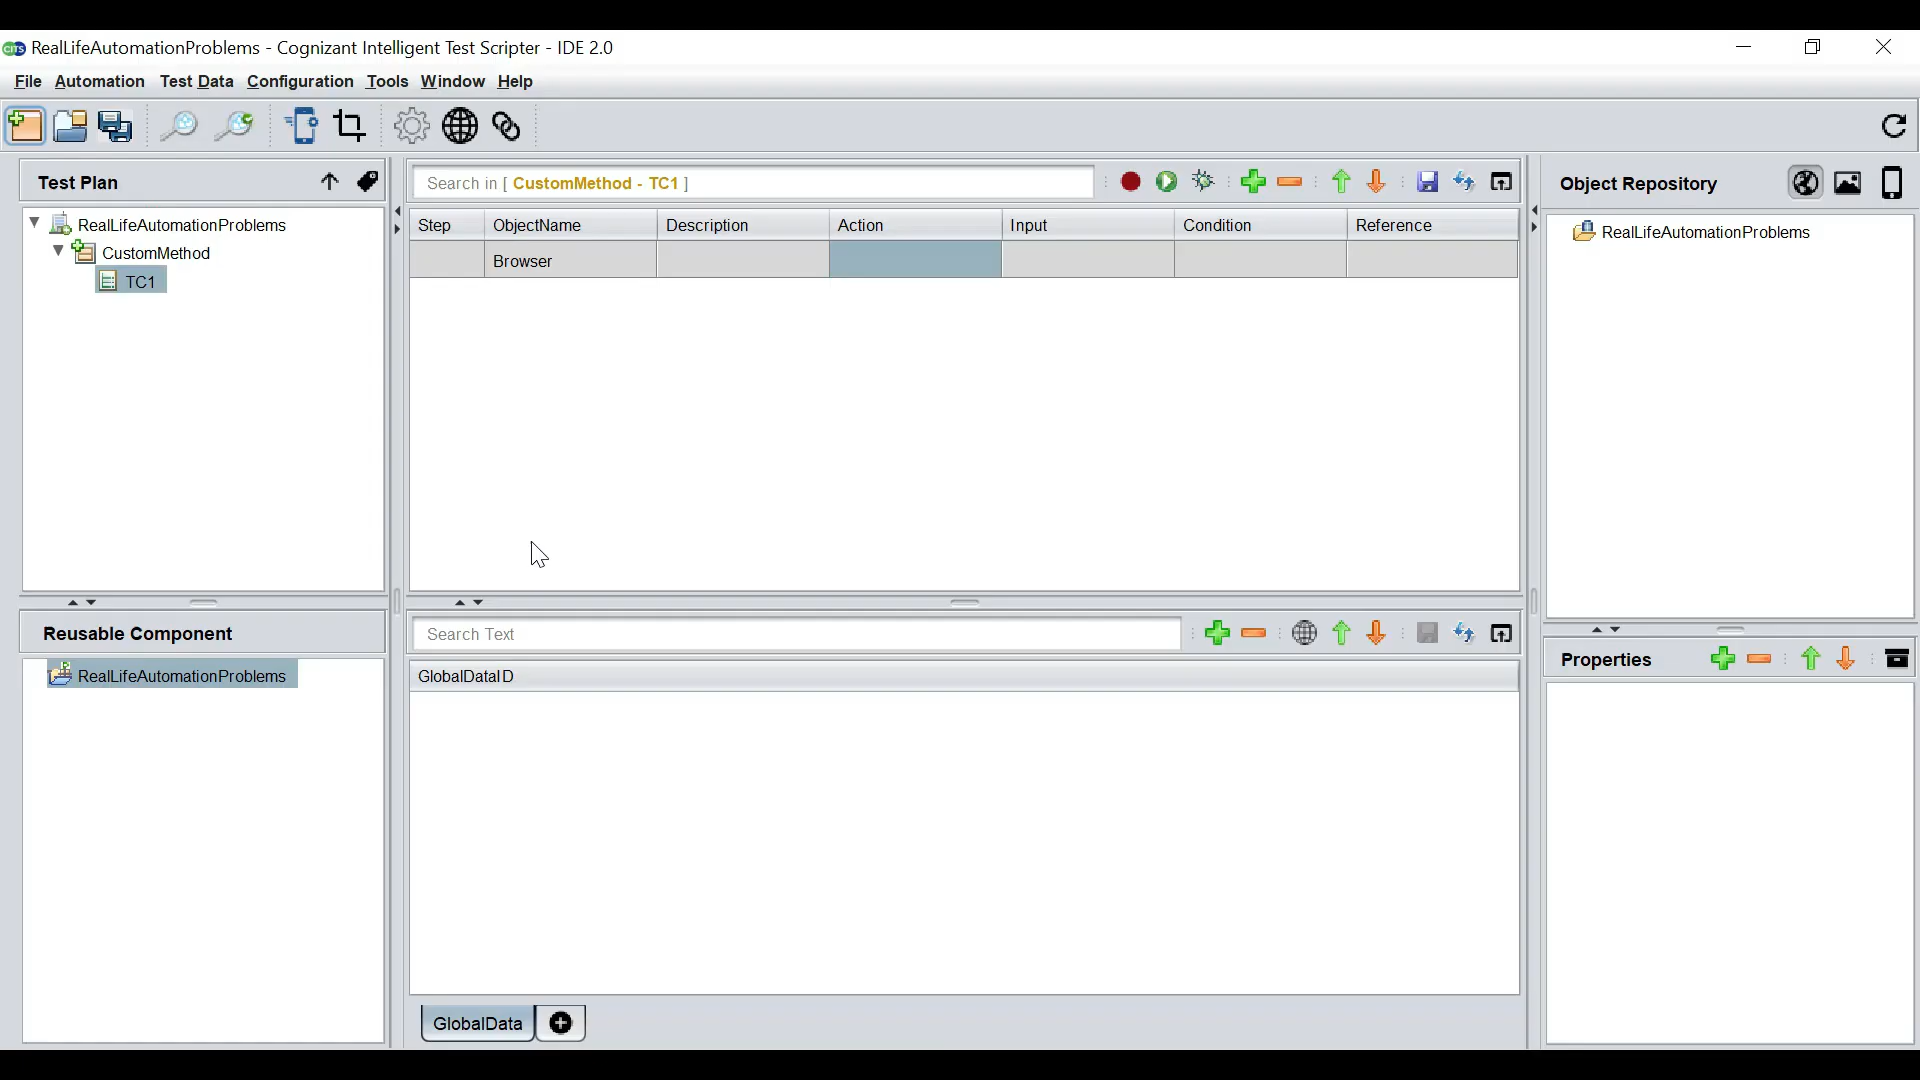 CITS RealLifeAutomationProblems - Cognizant Intelligent Test Scripter - IDE 2.0
File Automation Test Data Configuration Tools Window Help
Test Plan
RealLifeAutomationProblems
CustomMethod
TC1
Search in [ CustomMethod - TC1 ]
Step ObjectName Description Action Input Condition Reference
Browser
Object Repository
RealLifeAutomationProblems
Reusable Component
RealLifeAutomationProblems
Search Text
GlobalDataID
GlobalData
Properties